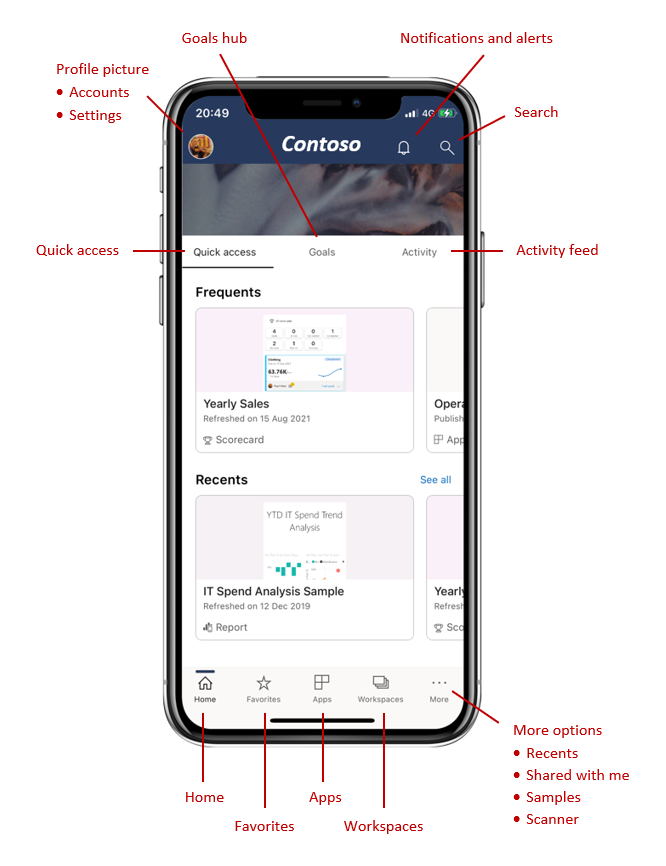 Goals hub
Notifications and alerts
Profile picture
• Accounts
• Settings
Search
20:49
4G
Contoso
Quick access
Quick access
Goals
Activity
Activity feed
Frequents
63.76K
Yearly Sales
Refreshed on 15 Aug 2021
Scorecard
Opera
Publish
App
Recents
See all
YTD IT Spend Trend
Analysis
IT Spend Analysis Sample
Refreshed on 12 Dec 2019
Report
Yearly
Refresh
Sco
Home
Favorites
Apps
Workspaces
More
More options
• Recents
• Shared with me
• Samples
• Scanner
Home
Apps
Favorites
Workspaces